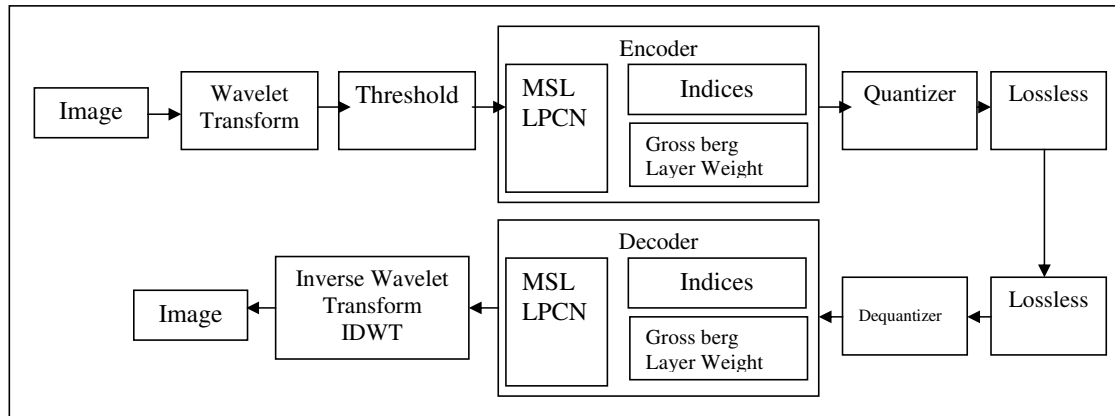 Image
Wavelet
Transform
Threshold
Encoder
MSL
LPCN
Indices
Gross berg
Layer Weight
Quantizer
Lossless
Image
Inverse Wavelet
Transform
IDWT
Decoder
MSL
LPCN
Indices
Gross berg
Layer Weight
Dequantizer
Lossless